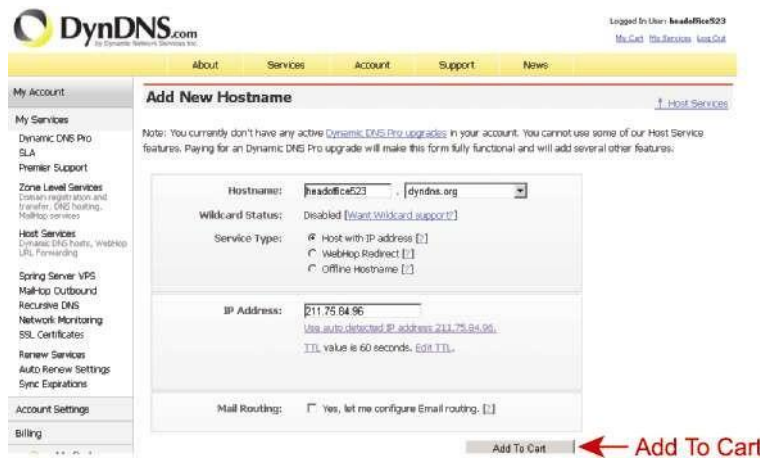 DynDNS.com
by Dynamic Network Services Inc.
Logged In User: headoffice523
My Cart My Services Log Out
About Services Account Support News
My Account
My Services
Dynamic DNS Pro
SLA
Premier Support
Zone Level Services
Domain registration and
transfer, DNS hosting,
MailHop services
Host Services
Dynamic DNS hosts, WebHop
URL Forwarding
Spring Server VPS
MailHop Outbound
Recursive DNS
Network Monitoring
SSL Certificates
Renew Services
Auto Renew Settings
Sync Expirations
Account Settings
Billing
Add New Hostname
Host Services
Note: You currently don't have any active Dynamic DNS Pro upgrades in your account. You cannot use some of our Host Service
features. Paying for an Dynamic DNS Pro upgrade will make this form fully functional and will add several other features.
Hostname: headoffice523 . dyndns.org
Wildcard Status: Disabled [Want Wildcard support?]
Service Type: Host with IP address [?]
WebHop Redirect [?]
Offline Hostname [?]
IP Address: 211.75.84.96
Use auto detected IP address 211.75.84.96.
TTL value is 60 seconds. Edit TTL.
Mail Routing: Yes, let me configure Email routing. [?]
Add To Cart
Add To Cart